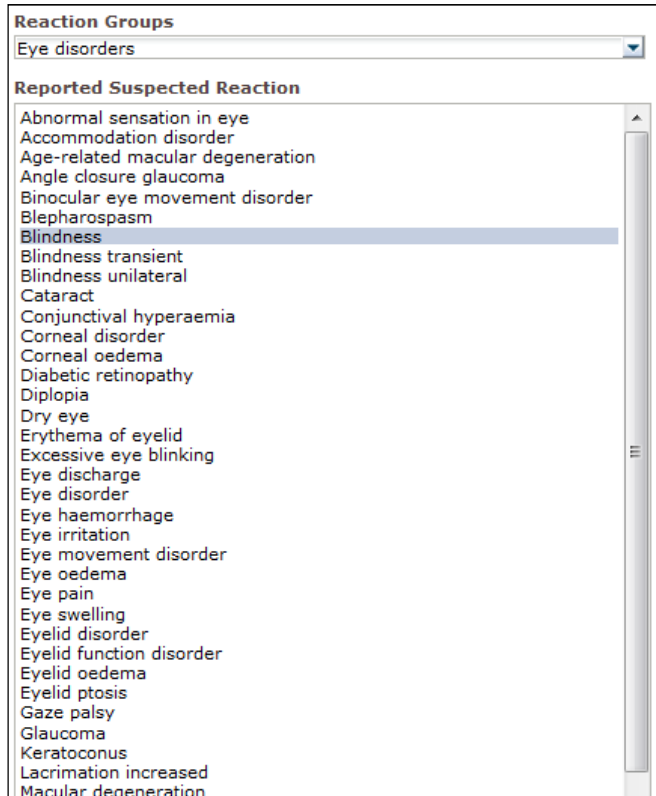 Reaction Groups
Eye disorders
Reported Suspected Reaction
Abnormal sensation in eye
Accommodation disorder
Age-related macular degeneration
Angle closure glaucoma
Binocular eye movement disorder
Blepharospasm
Blindness
Blindness transient
Blindness unilateral
Cataract
Conjunctival hyperaemia
Corneal disorder
Corneal oedema
Diabetic retinopathy
Diplopia
Dry eye
Erythema of eyelid
Excessive eye blinking
Eye discharge
Eye disorder
Eye haemorrhage
Eye irritation
Eye movement disorder
Eye oedema
Eye pain
Eye swelling
Eyelid disorder
Eyelid function disorder
Eyelid oedema
Eyelid ptosis
Gaze palsy
Glaucoma
Keratoconus
Lacrimation increased
Macular degeneration